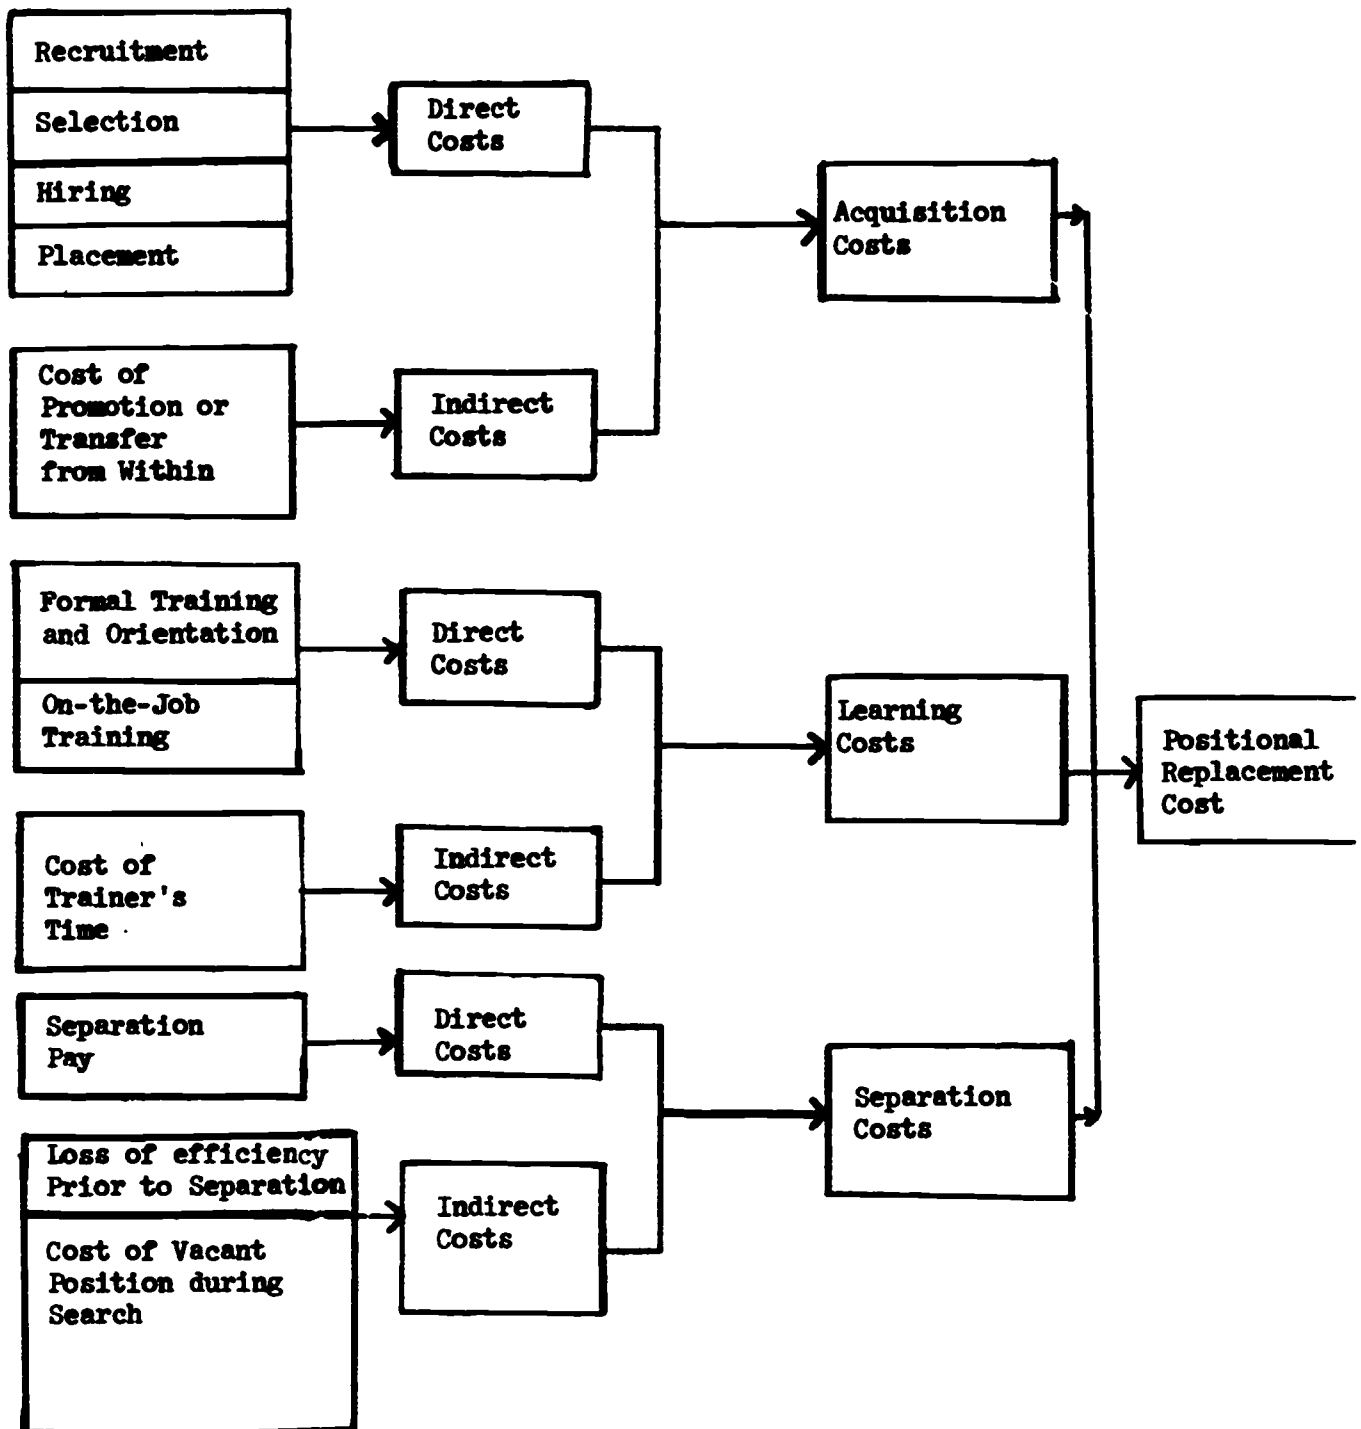 Recruitment
Selection
Hiring
Placement
Direct
Costs
Acquisition
Costs
Cost of
Promotion or
Transfer
from Within
Indirect
Costs
Formal Training
and Orientation
On-the-Job
Training
Direct
Costs
Learning
Costs
Positional
Replacement
Cost
Cost of
Trainer's
Time
Indirect
Costs
Separation
Pay
Direct
Costs
Separation
Costs
Loss of efficiency
Prior to Separation
Cost of Vacant
Position during
Search
Indirect
Costs